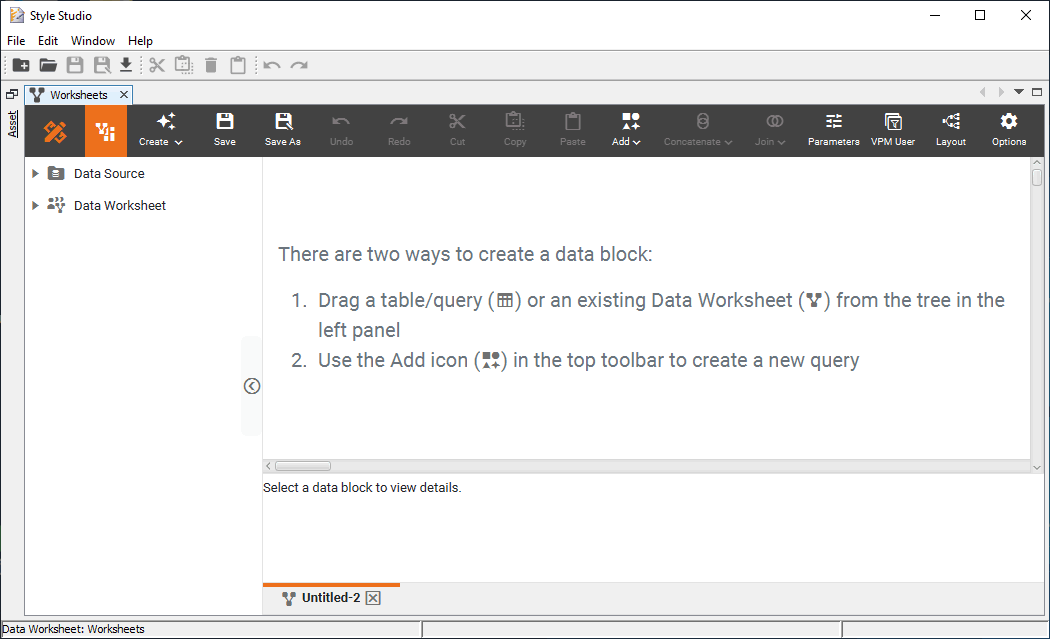 Style Studio
File Edit Window Help
Worksheets
Asset
Create Save Save As Undo Redo Cut Copy Paste Add Concatenate Join Parameters VPM User Layout Options
Data Source
Data Worksheet
There are two ways to create a data block:
1. Drag a table/query () or an existing Data Worksheet () from the tree in the
left panel
2. Use the Add icon () in the top toolbar to create a new query
Select a data block to view details.
Untitled-2
Data Worksheet: Worksheets